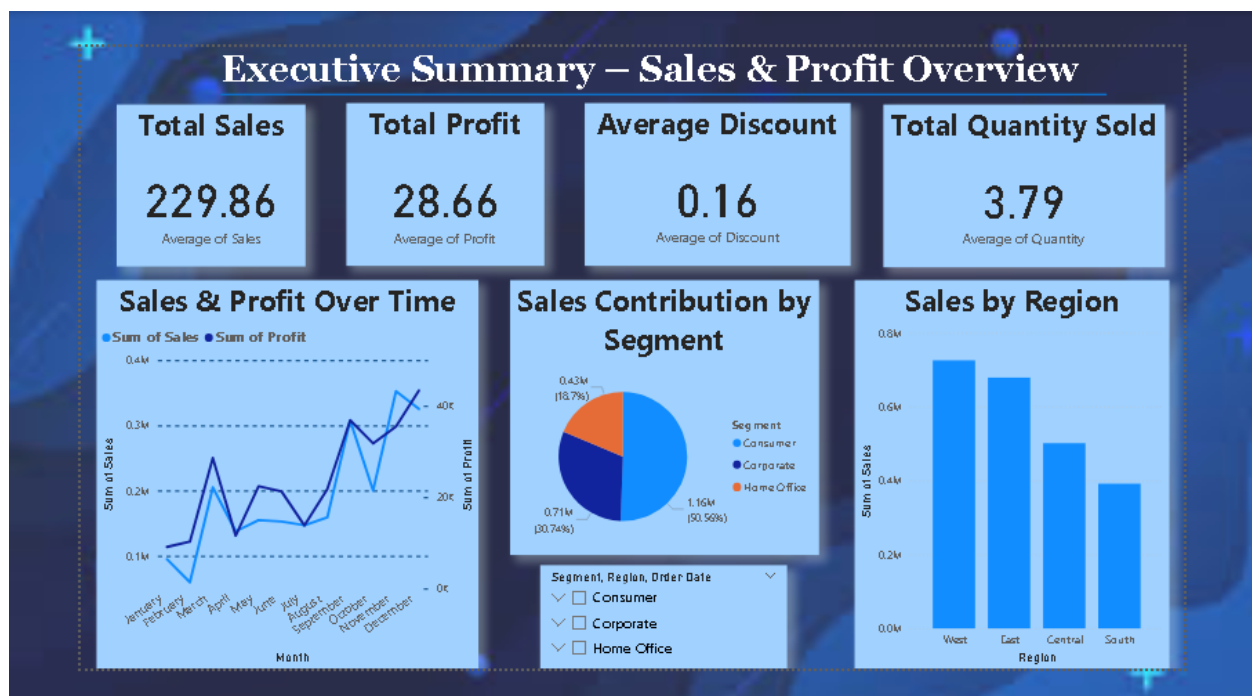 Executive Summary – Sales & Profit Overview
Total Sales
229.86
Average of Sales
Total Profit
28.66
Average of Profit
Average Discount
0.16
Average of Discount
Total Quantity Sold
3.79
Average of Quantity
Sales & Profit Over Time
Sum of Sales Sum of Profit
0.4M
0.3M
0.2M
0.1M
Sum of Sales
40K
20K
0K
Sum of Profit
January
February
March
April
May
June
July
August
September
October
November
December
Month
Sales Contribution by
Segment
0.43M
(18.7%)
0.71M
(30.74%)
1.16M
(50.56%)
Segment
Consumer
Corporate
Home Office
Segment, Region, Order Date
Consumer
Corporate
Home Office
Sales by Region
0.8M
0.6M
0.4M
0.2M
0.0M
Sum of Sales
West East Central South
Region